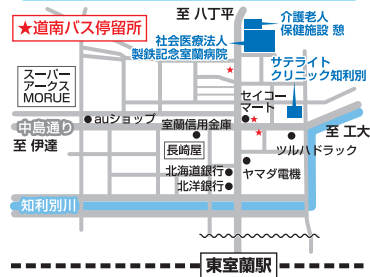 至 八丁平
★道南バス停留所
介護老人
保健施設 憩
社会医療法人
製鉄記念室蘭病院
サテライト
クリニック知利別
スーパー
アークス
MORUE
セイコー
マート
auショップ
室蘭信用金庫
中島通り
至 工大
至 伊達
長崎屋
ツルハドラック
北海道銀行
ヤマダ電機
北洋銀行
知利別川
東室蘭駅